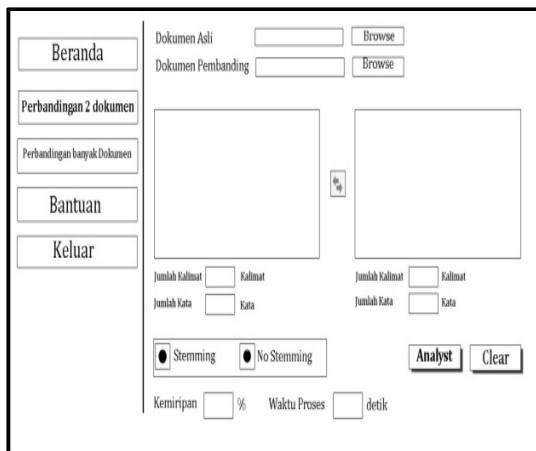 Beranda
Perbandingan 2 dokumen
Perbandingan banyak Dokumen
Bantuan
Keluar
Dokumen Asli Browse
Dokumen Pembanding Browse
Jumlah Kalimat Kalimat
Jumlah Kata Kata
Jumlah Kalimat Kalimat
Jumlah Kata Kata
Stemming No Stemming
Analyst Clear
Kemiripan % Waktu Proses detik